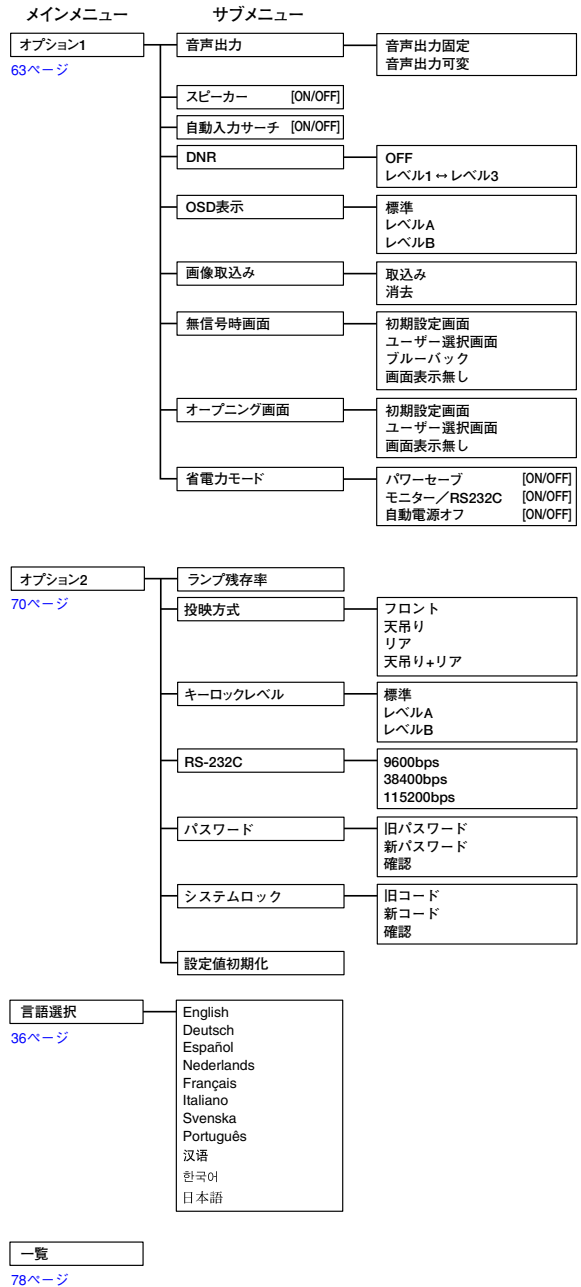 メインメニュー サブメニュー
オプション1 音声出力 音声出力固定
63ページ 音声出力可変
スピーカー [ON/OFF]
自動入力サーチ [ON/OFF]
DNR OFF
レベル1↔レベル3
OSD表示 標準
レベルA
レベルB
画像取込み 取込み
消去
無信号時画面 初期設定画面
ユーザー選択画面
ブルーバック
画面表示無し
オープニング画面 初期設定画面
ユーザー選択画面
画面表示無し
省電力モード パワーセーブ [ON/OFF]
モニター／RS232C [ON/OFF]
自動電源オフ [ON/OFF]
オプション2 ランプ残存率
70ページ 投映方式 フロント
天吊り
リア
天吊り+リア
キーロックレベル 標準
レベルA
レベルB
RS-232C 9600bps
38400bps
115200bps
パスワード 旧パスワード
新パスワード
確認
システムロック 旧コード
新コード
確認
設定値初期化
言語選択 English
36ページ Deutsch
Español
Nederlands
Français
Italiano
Svenska
Português
汉语
한국어
日本語
一覧
78ページ